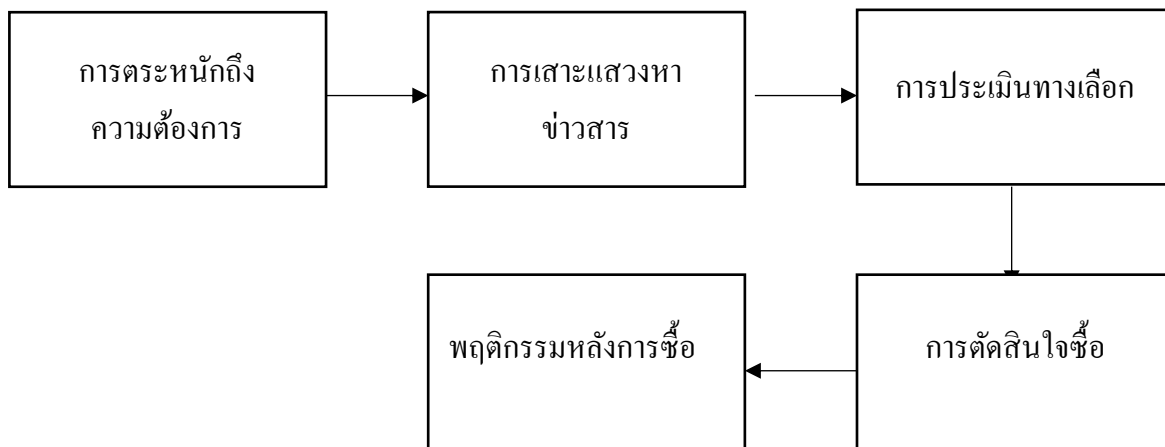 การตระหนักถึง
ความต้องการ
การเสาะแสวงหา
ข่าวสาร
การประเมินทางเลือก
การตัดสินใจซื้อ
พฤติกรรมหลังการซื้อ